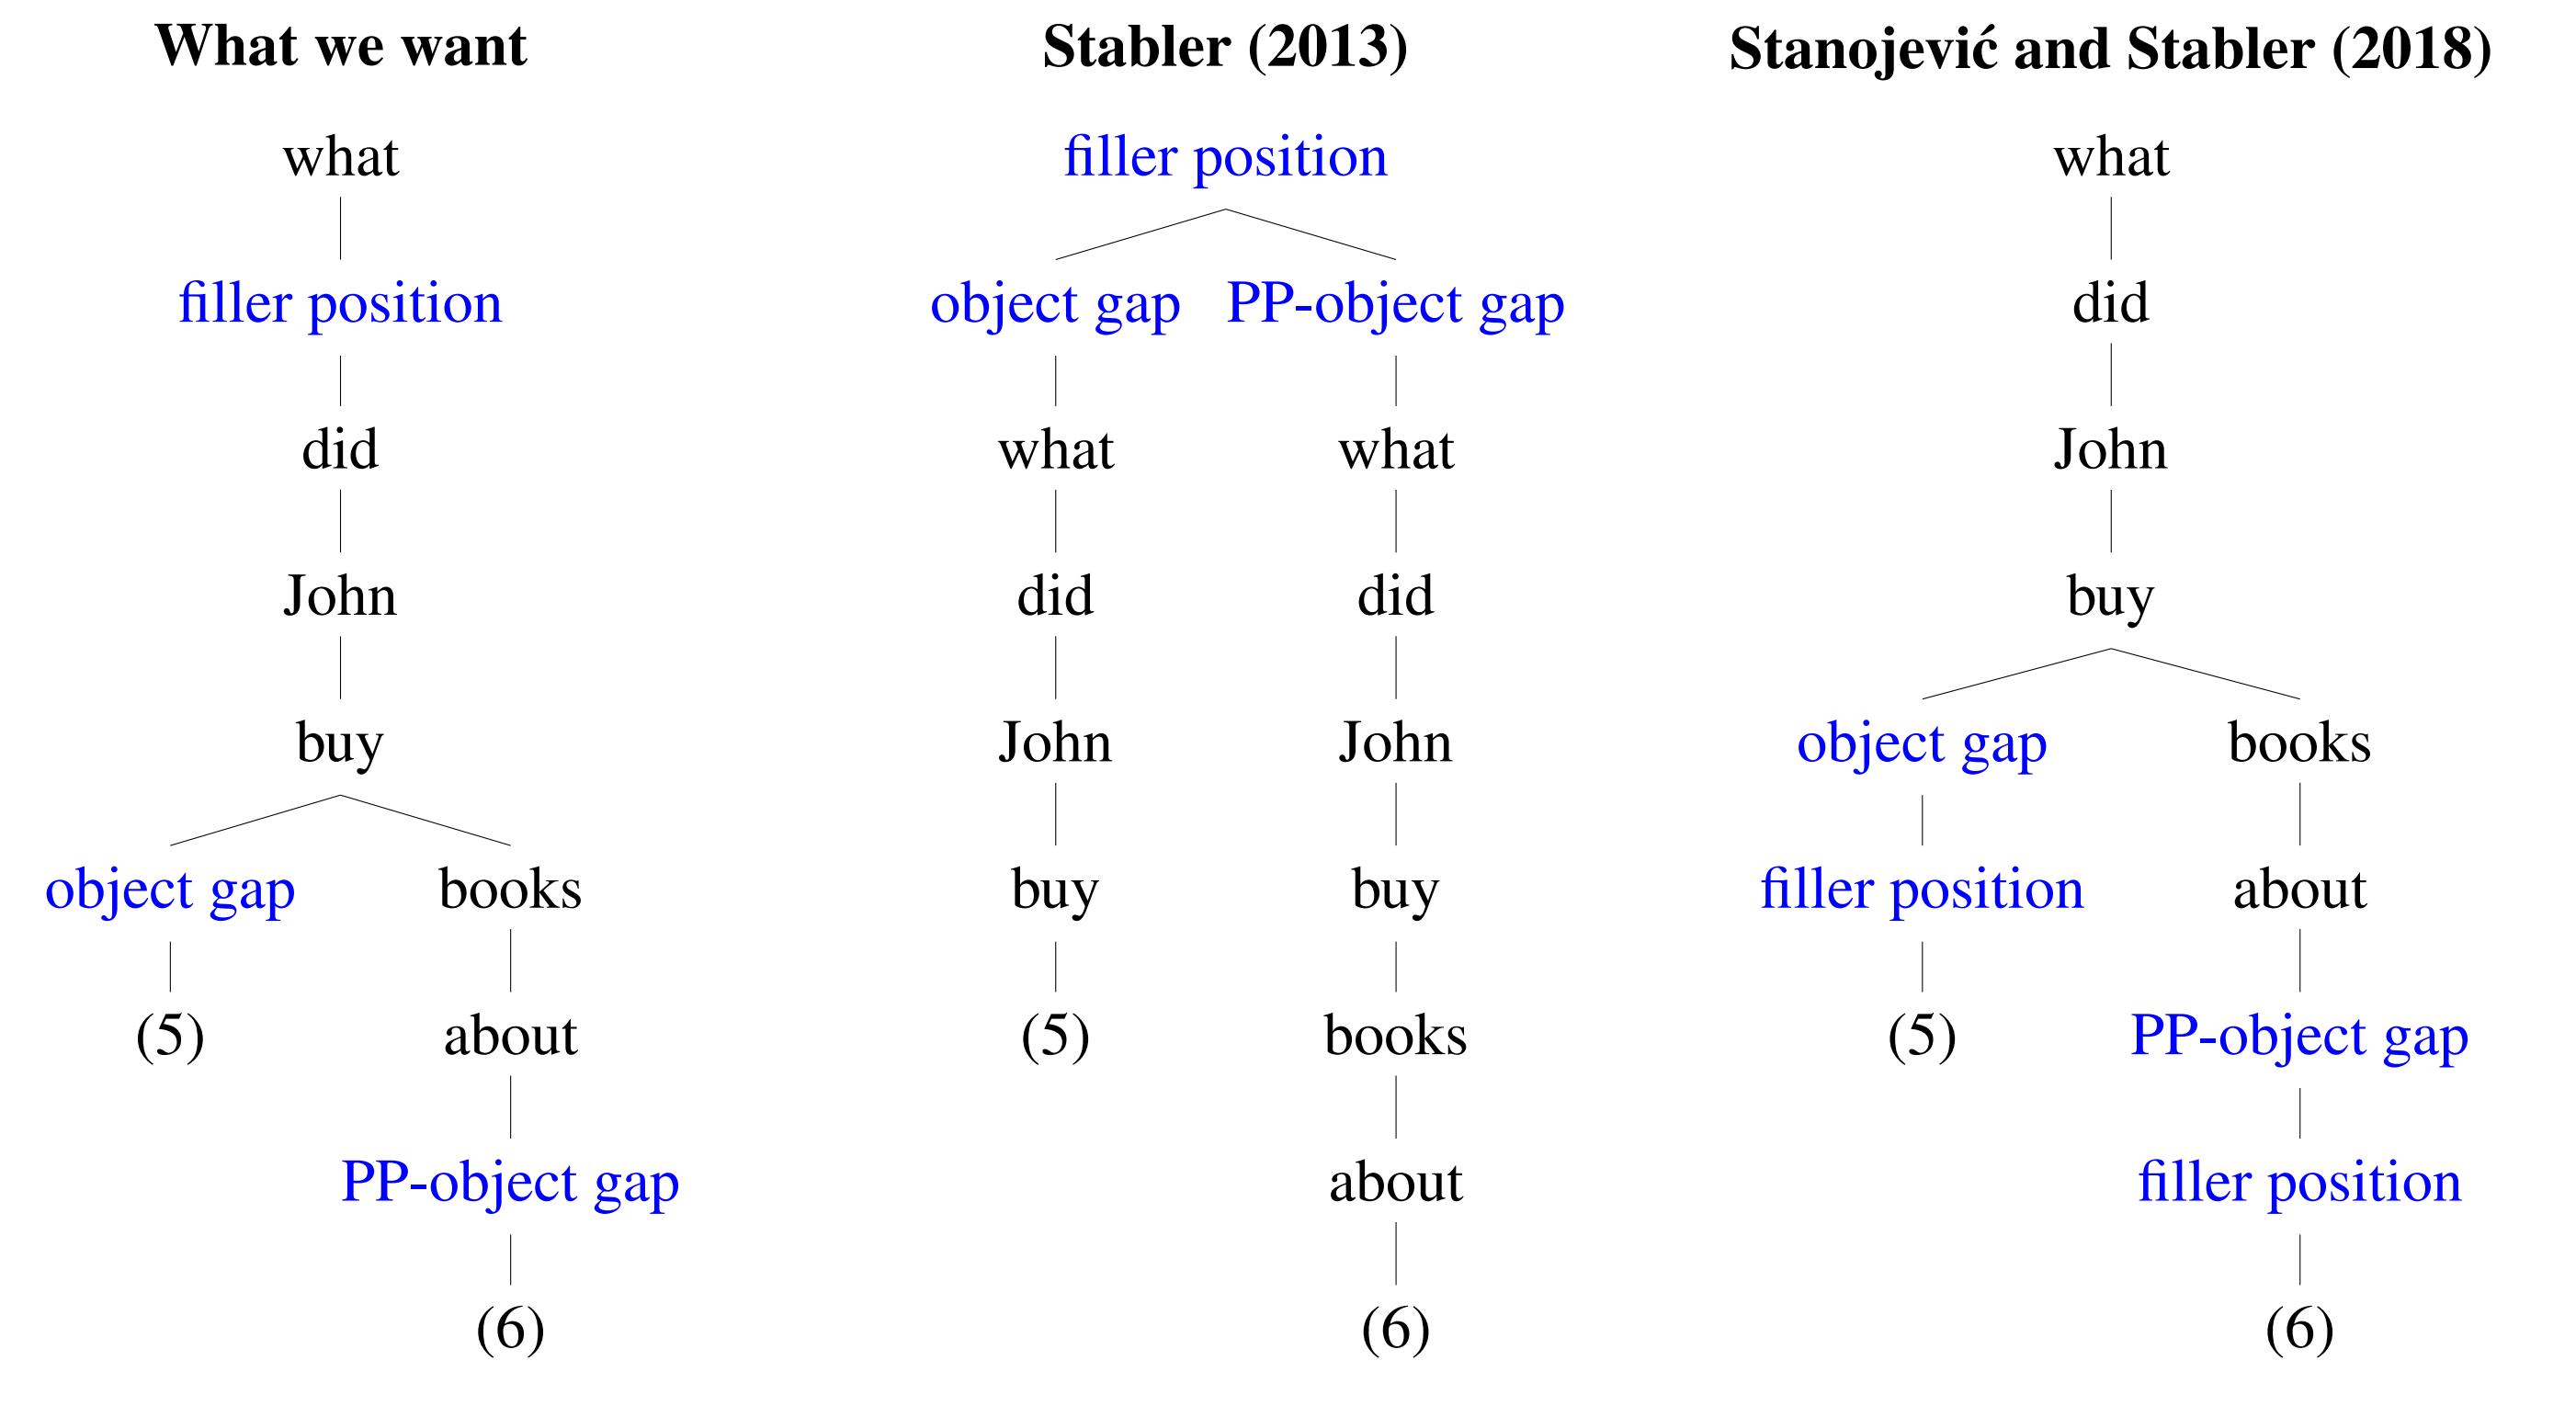 What we want
what
filler position
did
John
buy
object gap books
(5) about
PP-object gap
(6)
Stabler (2013)
filler position
object gap PP-object gap
what what
did did
John John
buy buy
(5) books
about
(6)
Stanojević and Stabler (2018)
what
did
John
buy
object gap books
filler position about
(5) PP-object gap
filler position
(6)